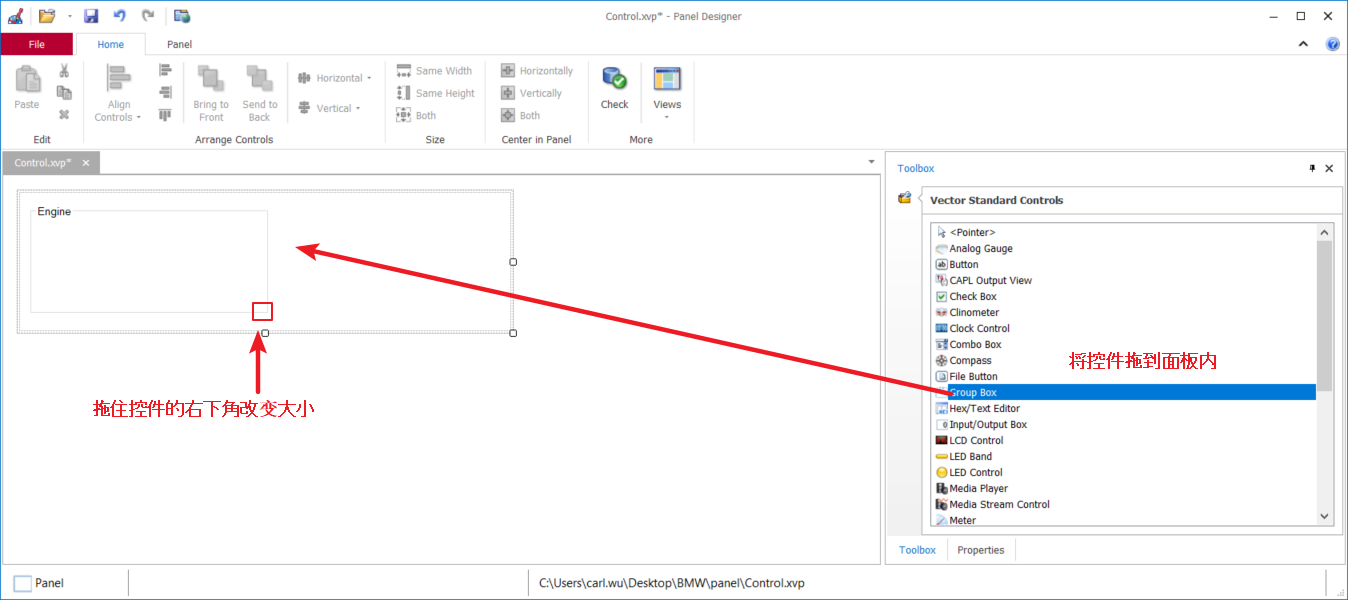 Control.xvp* - Panel Designer
File Home Panel
Paste
Edit
Align
Controls
Bring to
Front
Send to
Back
Horizontal
Vertical
Arrange Controls
Same Width
Same Height
Both
Size
Horizontally
Vertically
Both
Center in Panel
Check
Views
More
Control.xvp*
Engine
拖住控件的右下角改变大小
Toolbox
Vector Standard Controls
<Pointer>
Analog Gauge
Button
CAPL Output View
Check Box
Clinometer
Clock Control
Combo Box
Compass
File Button
Group Box
Hex/Text Editor
Input/Output Box
LCD Control
LED Band
LED Control
Media Player
Media Stream Control
Meter
将控件拖到面板内
Toolbox Properties
Panel
C:\Users\carl.wu\Desktop\BMW\panel\Control.xvp